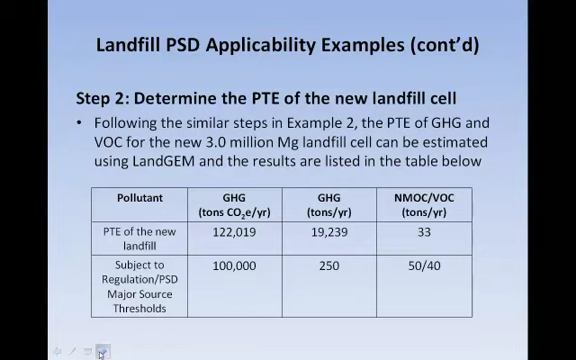 Landfill PSD Applicability Examples (cont'd)
Step 2: Determine the PTE of the new landfill cell
• Following the similar steps in Example 2, the PTE of GHG and
VOC for the new 3.0 million Mg landfill cell can be estimated
using LandGEM and the results are listed in the table below
Pollutant GHG GHG NMOC/VOC
(tons CO2e/yr) (tons/yr) (tons/yr)
PTE of the new 122,019 19,239 33
landfill
Subject to 100,000 250 50/40
Regulation/PSD
Major Source
Thresholds